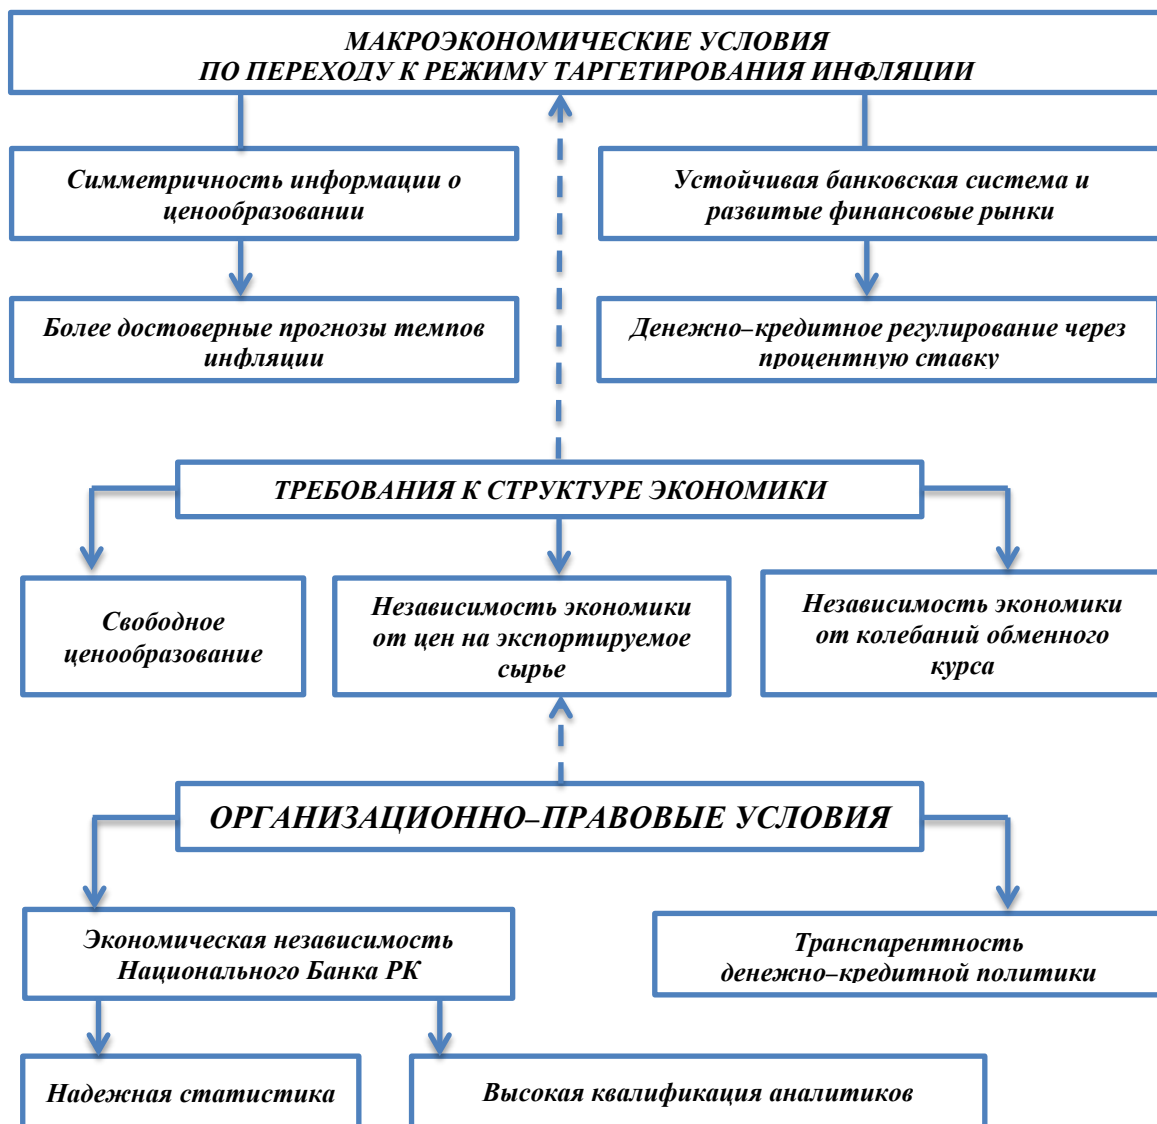 МАКРОЭКОНОМИЧЕСКИЕ УСЛОВИЯ
ПО ПЕРЕХОДУ К РЕЖИМУ ТАРГЕТИРОВАНИЯ ИНФЛЯЦИИ
Симметричность информации о
ценообразовании
Устойчивая банковская система и
развитые финансовые рынки
Более достоверные прогнозы темпов
инфляции
Денежно–кредитное регулирование через
процентную ставку
ТРЕБОВАНИЯ К СТРУКТУРЕ ЭКОНОМИКИ
Свободное
ценообразование
Независимость экономики
от цен на экспортируемое
сырье
Независимость экономики
от колебаний обменного
курса
ОРГАНИЗАЦИОННО–ПРАВОВЫЕ УСЛОВИЯ
Экономическая независимость
Национального Банка РК
Транспарентность
денежно–кредитной политики
Надежная статистика
Высокая квалификация аналитиков